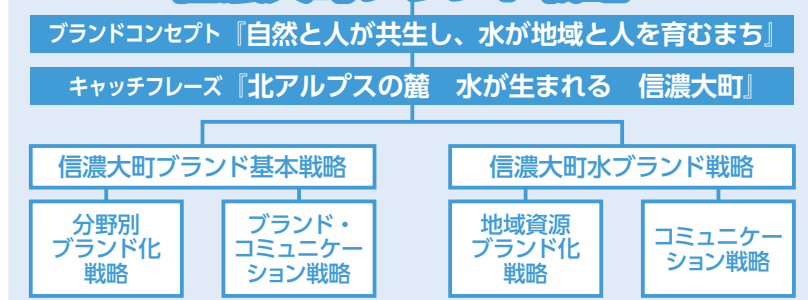 ブランドコンセプト『自然と人が共生し、水が地域と人を育むまち』
キャッチフレーズ『北アルプスの麓　水が生まれる　信濃大町』
信濃大町ブランド基本戦略
信濃大町水ブランド戦略
分野別
ブランド化
戦略
ブランド・
コミュニケー
ション戦略
地域資源
ブランド化
戦略
コミュニケー
ション戦略